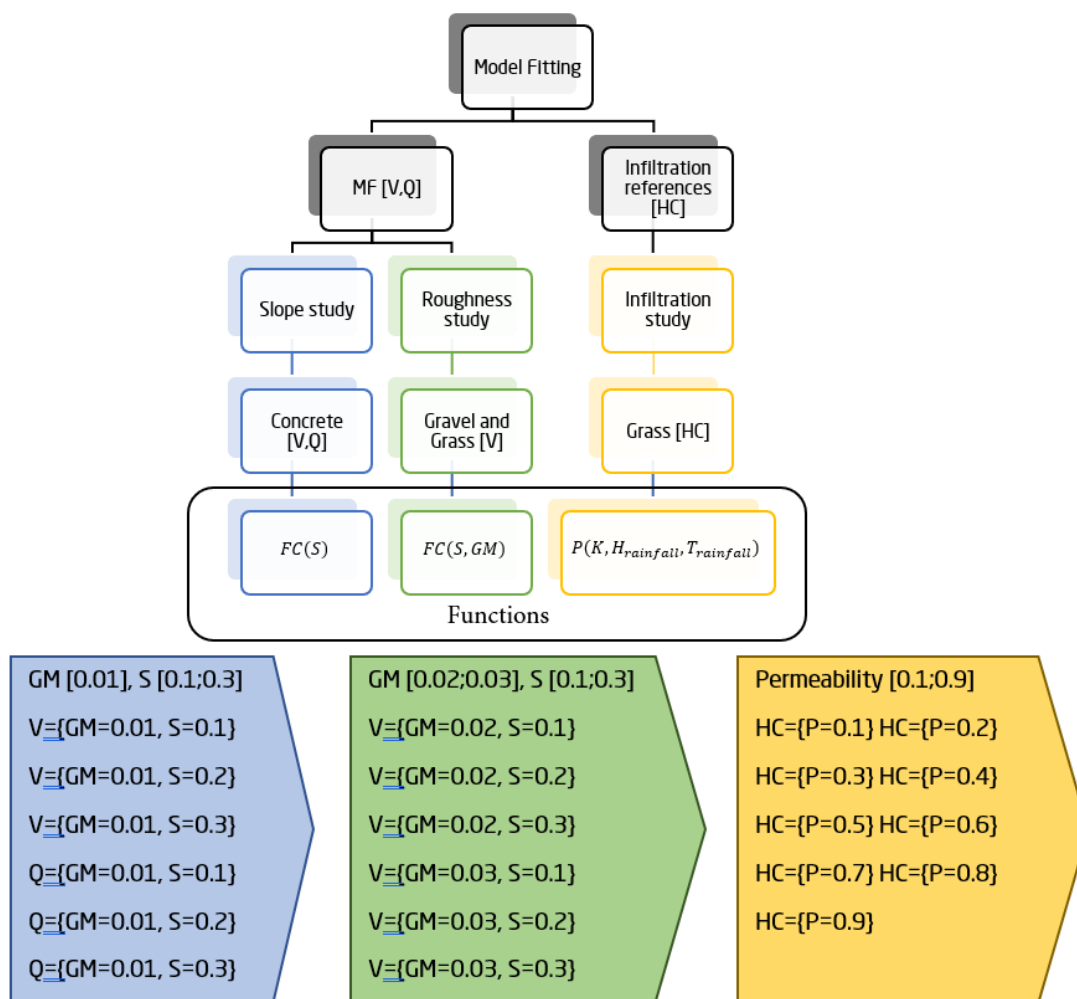 Model Fitting
MF [V,Q]
Infiltration
references
[HC]
Slope study
Roughness
study
Infiltration
study
Concrete
[V,Q]
Gravel and
Grass [V]
Grass [HC]
FC(S)
FC(S, GM)
P(K, H_{rainfall}, T_{rainfall})
Functions
GM [0.01], S [0.1;0.3]
V={GM=0.01, S=0.1}
V={GM=0.01, S=0.2}
V={GM=0.01, S=0.3}
Q={GM=0.01, S=0.1}
Q={GM=0.01, S=0.2}
Q={GM=0.01, S=0.3}
GM [0.02;0.03], S [0.1;0.3]
V={GM=0.02, S=0.1}
V={GM=0.02, S=0.2}
V={GM=0.02, S=0.3}
V={GM=0.03, S=0.1}
V={GM=0.03, S=0.2}
V={GM=0.03, S=0.3}
Permeability [0.1;0.9]
HC={P=0.1} HC={P=0.2}
HC={P=0.3} HC={P=0.4}
HC={P=0.5} HC={P=0.6}
HC={P=0.7} HC={P=0.8}
HC={P=0.9}